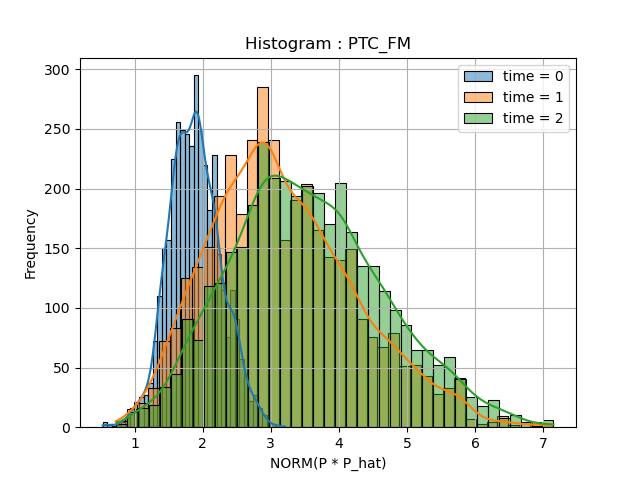 Histogram : PTC_FM
time = 0
time = 1
time = 2
300
250
200
150
100
50
0
Frequency
1 2 3 4 5 6 7
NORM(P * P_hat)